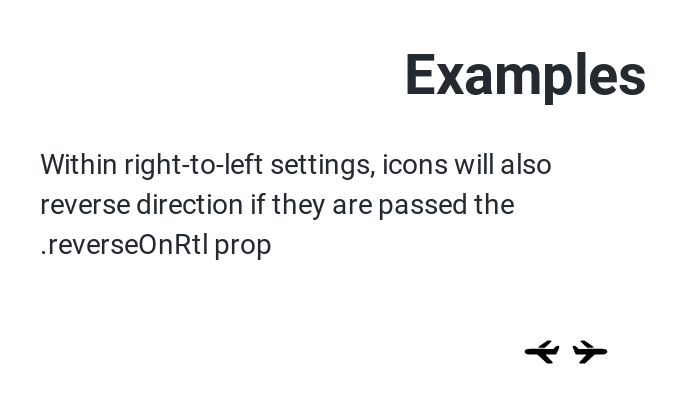 Examples
Within right-to-left settings, icons will also
reverse direction if they are passed the
.reverseOnRtl prop